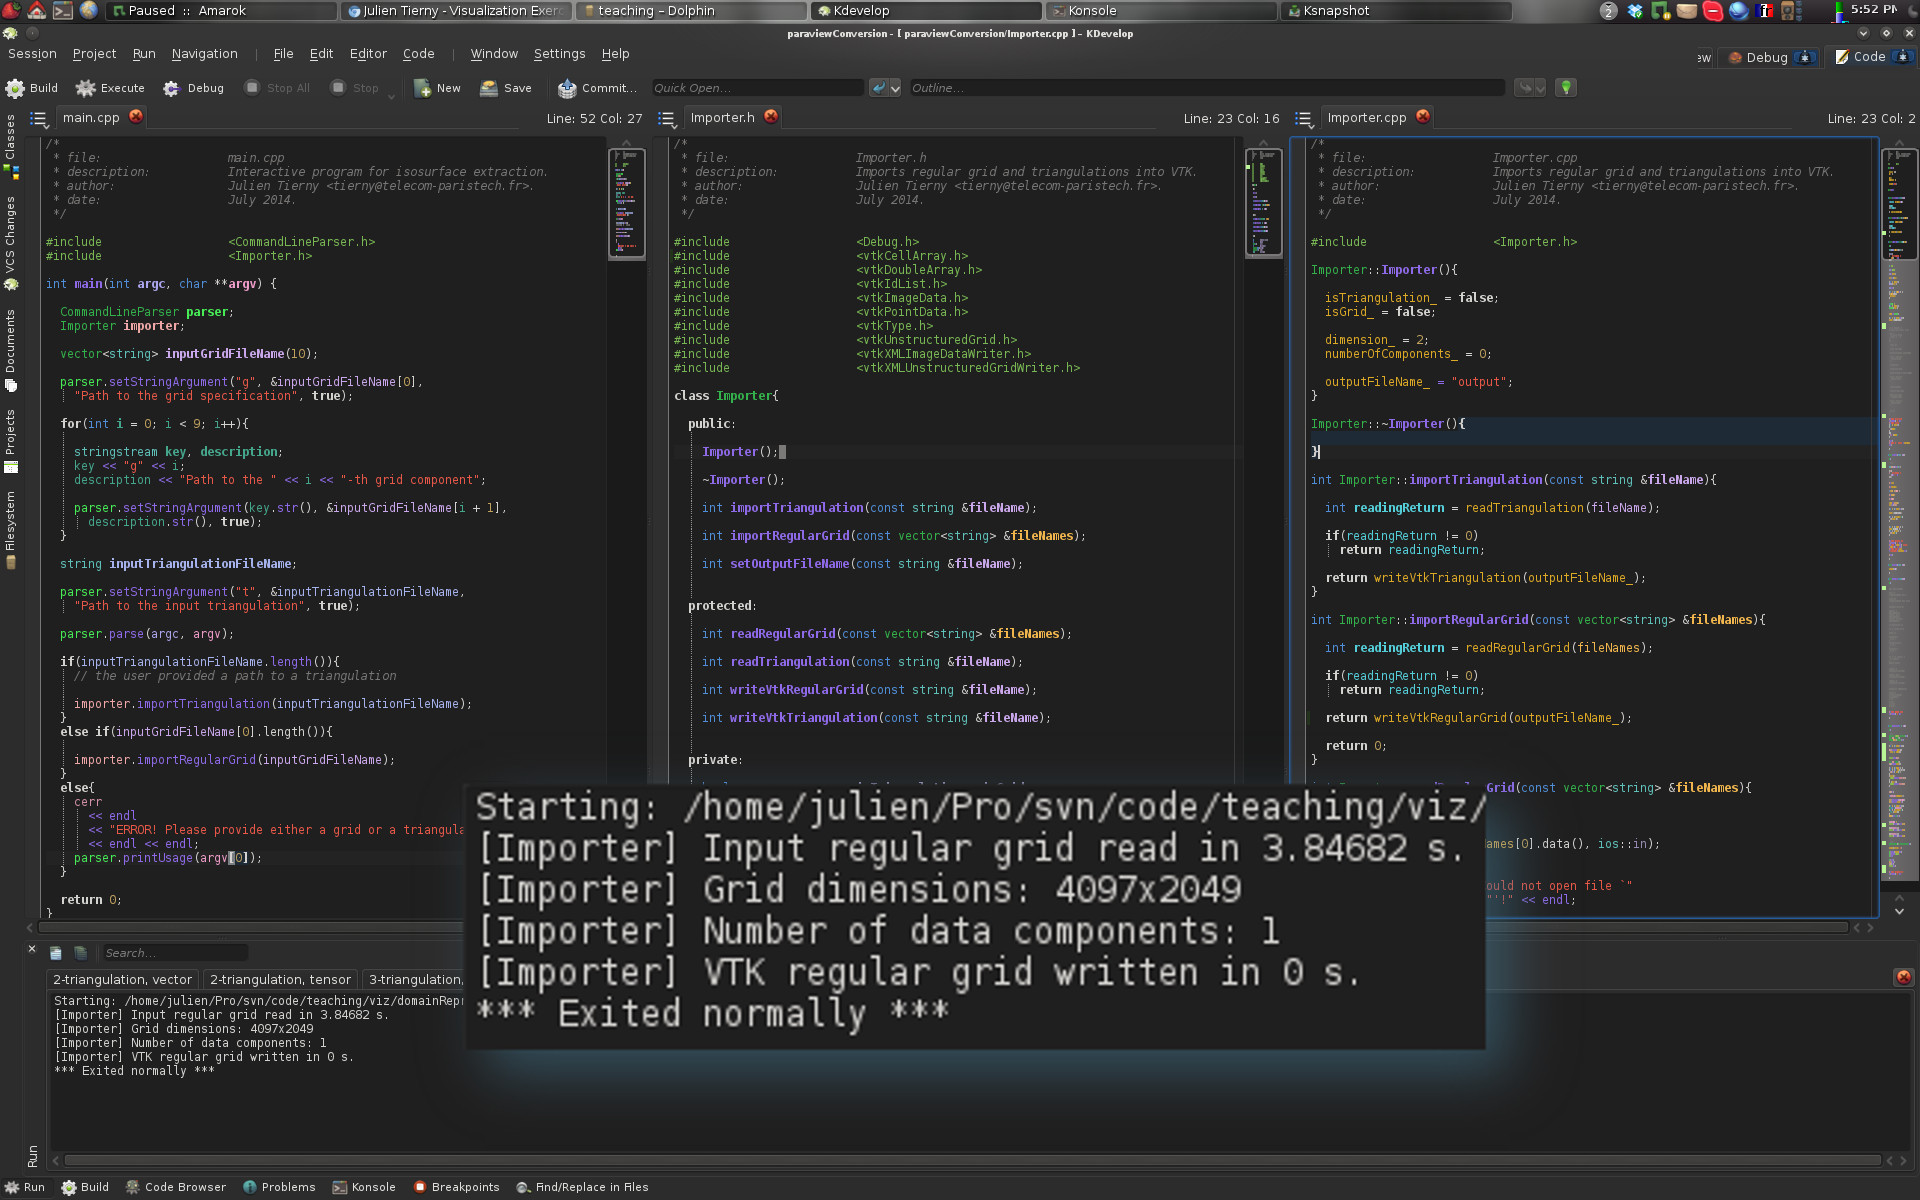 Paused :: Amarok
Julien Tierny - Visualization Exerc
teaching – Dolphin
Kdevelop
Konsole
Ksnapshot
2
5:52 PM
paraviewConversion - [ paraviewConversion/Importer.cpp ] – KDevelop
Session Project Run Navigation File Edit Editor Code Window Settings Help
ew Debug Code
Build Execute Debug Stop All Stop New Save Commit... Quick Open... Outline...
Classes
VCS Changes
Documents
Projects
Filesystem
main.cpp Line: 52 Col: 27
/*
* file: main.cpp
* description: Interactive program for isosurface extraction.
* author: Julien Tierny <tierny@telecom-paristech.fr>.
* date: July 2014.
*/
#include <CommandLineParser.h>
#include <Importer.h>
int main(int argc, char **argv) {
CommandLineParser parser;
Importer importer;
vector<string> inputGridFileName(10);
parser.setStringArgument("g", &inputGridFileName[0],
"Path to the grid specification", true);
for(int i = 0; i < 9; i++){
stringstream key, description;
key << "g" << i;
description << "Path to the " << i << "-th grid component";
parser.setStringArgument(key.str(), &inputGridFileName[i + 1],
description.str(), true);
}
string inputTriangulationFileName;
parser.setStringArgument("t", &inputTriangulationFileName,
"Path to the input triangulation", true);
parser.parse(argc, argv);
if(inputTriangulationFileName.length()){
// the user provided a path to a triangulation
importer.importTriangulation(inputTriangulationFileName);
}
else if(inputGridFileName[0].length()){
importer.importRegularGrid(inputGridFileName);
}
else{
cerr
<< endl
<< "ERROR! Please provide either a grid or a triangula
<< endl << endl;
parser.printUsage(argv[0]);
}
return 0;
}
Importer.h Line: 23 Col: 16
/*
* file: Importer.h
* description: Imports regular grid and triangulations into VTK.
* author: Julien Tierny <tierny@telecom-paristech.fr>.
* date: July 2014.
*/
#include <Debug.h>
#include <vtkCellArray.h>
#include <vtkDoubleArray.h>
#include <vtkIdList.h>
#include <vtkImageData.h>
#include <vtkPointData.h>
#include <vtkType.h>
#include <vtkUnstructuredGrid.h>
#include <vtkXMLImageDataWriter.h>
#include <vtkXMLUnstructuredGridWriter.h>
class Importer{
public:
Importer();
~Importer();
int importTriangulation(const string &fileName);
int importRegularGrid(const vector<string> &fileNames);
int setOutputFileName(const string &fileName);
protected:
int readRegularGrid(const vector<string> &fileNames);
int readTriangulation(const string &fileName);
int writeVtkRegularGrid(const string &fileName);
int writeVtkTriangulation(const string &fileName);
private:
Importer.cpp Line: 23 Col: 2
/*
* file: Importer.cpp
* description: Imports regular grid and triangulations into VTK.
* author: Julien Tierny <tierny@telecom-paristech.fr>.
* date: July 2014.
*/
#include <Importer.h>
Importer::Importer(){
isTriangulation_ = false;
isGrid_ = false;
dimension_ = 2;
numberOfComponents_ = 0;
outputFileName_ = "output";
}
Importer::~Importer(){
}
int Importer::importTriangulation(const string &fileName){
int readingReturn = readTriangulation(fileName);
if(readingReturn != 0)
return readingReturn;
return writeVtkTriangulation(outputFileName_);
}
int Importer::importRegularGrid(const vector<string> &fileNames){
int readingReturn = readRegularGrid(fileNames);
if(readingReturn != 0)
return readingReturn;
return writeVtkRegularGrid(outputFileName_);
return 0;
}
Grid(const vector<string> &fileNames){
ames[0].data(), ios::in);
ould not open file `"
"'!" << endl;
Starting: /home/julien/Pro/svn/code/teaching/viz/
[Importer] Input regular grid read in 3.84682 s.
[Importer] Grid dimensions: 4097x2049
[Importer] Number of data components: 1
[Importer] VTK regular grid written in 0 s.
*** Exited normally ***
Search...
2-triangulation, vector 2-triangulation, tensor 3-triangulation,
Starting: /home/julien/Pro/svn/code/teaching/viz/domainRepr
[Importer] Input regular grid read in 3.84682 s.
[Importer] Grid dimensions: 4097x2049
[Importer] Number of data components: 1
[Importer] VTK regular grid written in 0 s.
*** Exited normally ***
Run
Run Build Code Browser Problems Konsole Breakpoints Find/Replace in Files